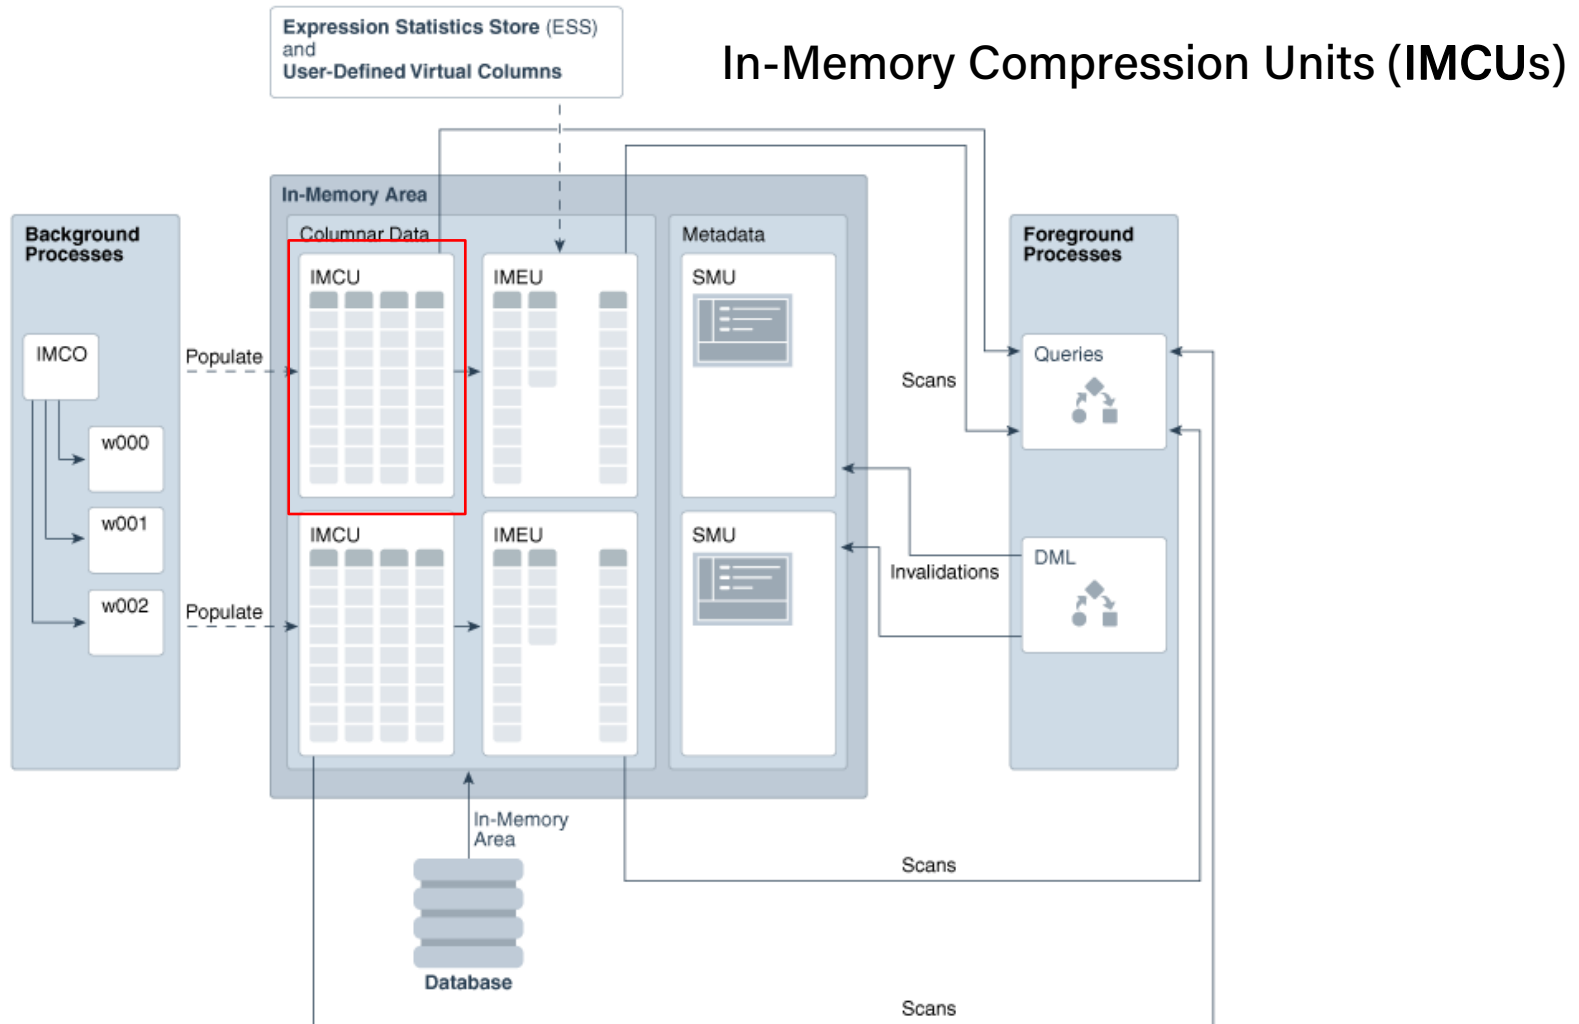 Expression Statistics Store (ESS)
and
User-Defined Virtual Columns
In-Memory Compression Units (IMCUs)
In-Memory Area
Background
Processes
Columnar Data
Metadata
Foreground
Processes
IMCU
IMEU
SMU
IMCO
Populate
Queries
Scans
w000
w001
IMCU
IMEU
SMU
DML
Invalidations
w002
Populate
In-Memory
Area
Scans
Database
Scans